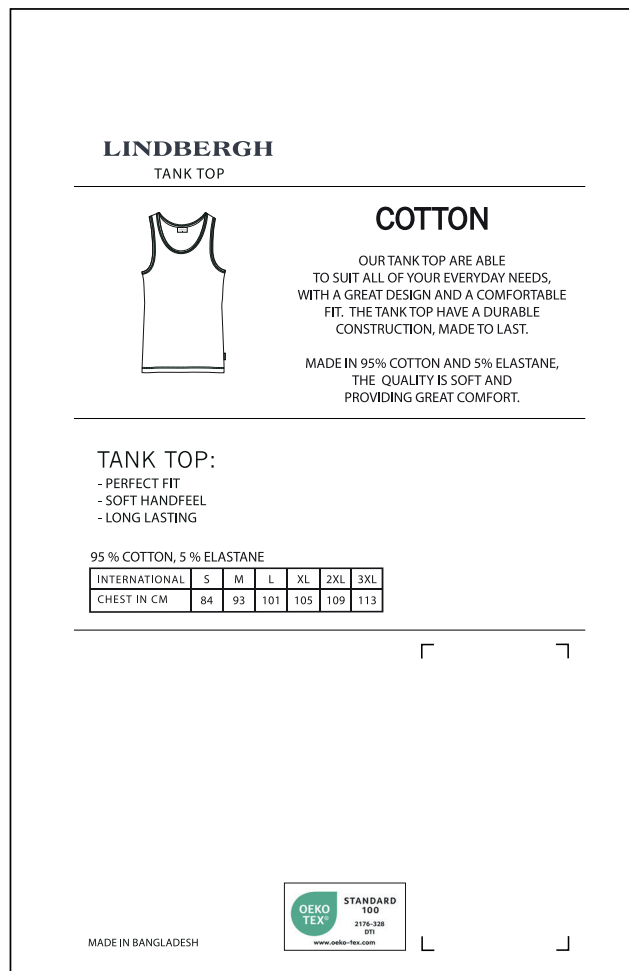 LINDBERGH
TANK TOP
COTTON
OUR TANK TOP ARE ABLE
TO SUIT ALL OF YOUR EVERYDAY NEEDS,
WITH A GREAT DESIGN AND A COMFORTABLE
FIT. THE TANK TOP HAVE A DURABLE
CONSTRUCTION, MADE TO LAST.
MADE IN 95% COTTON AND 5% ELASTANE,
THE QUALITY IS SOFT AND
PROVIDING GREAT COMFORT.
TANK TOP:
- PERFECT FIT
- SOFT HANDFEEL
- LONG LASTING
95 % COTTON, 5 % ELASTANE
INTERNATIONAL S M L XL 2XL 3XL
CHEST IN CM 84 93 101 105 109 113
OEKO
TEX®
STANDARD
100
2176-328
DTI
www.oeko-tex.com
MADE IN BANGLADESH